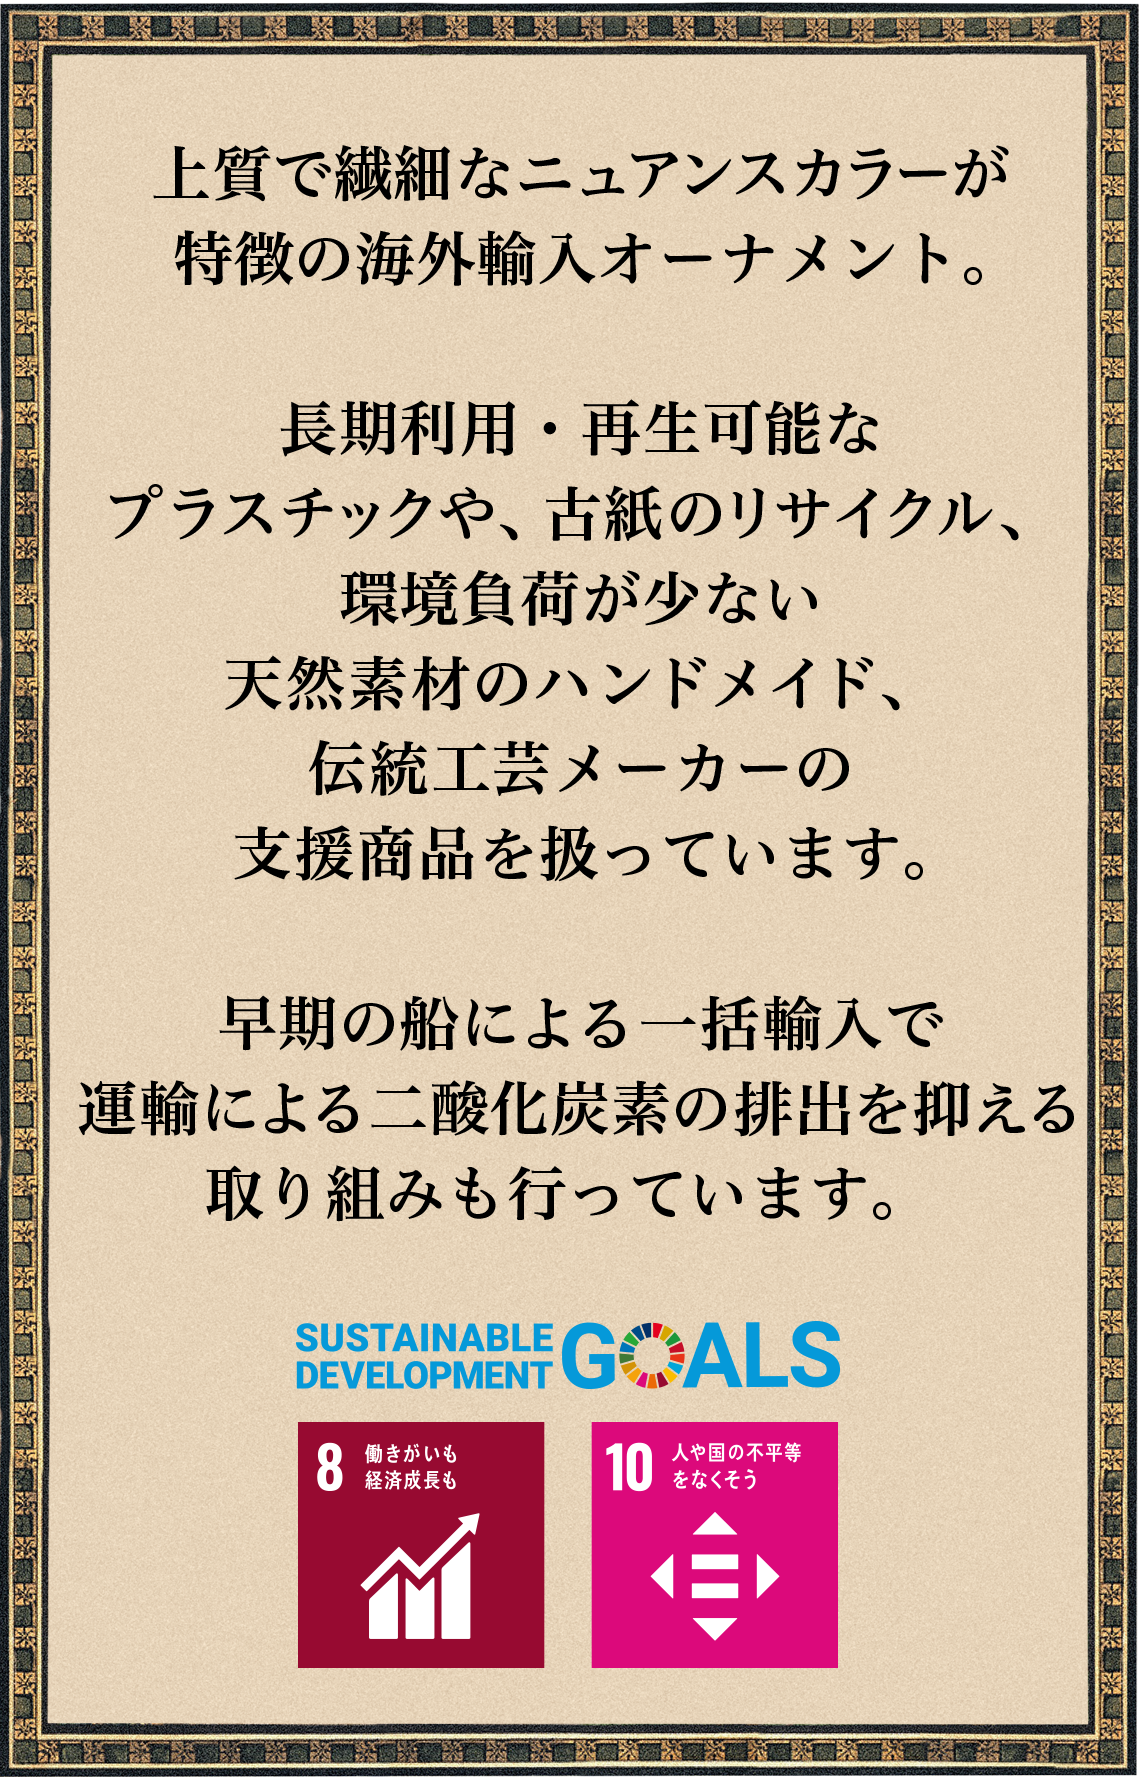 上質で繊細なニュアンスカラーが
特徴の海外輸入オーナメント。
長期利用・再生可能な
プラスチックや、古紙のリサイクル、
環境負荷が少ない
天然素材のハンドメイド、
伝統工芸メーカーの
支援商品を扱っています。
早期の船による一括輸入で
運輸による二酸化炭素の排出を抑える
取り組みも行っています。
SUSTAINABLE
DEVELOPMENT
GOALS
8
働きがいも
経済成長も
10
人や国の不平等
をなくそう